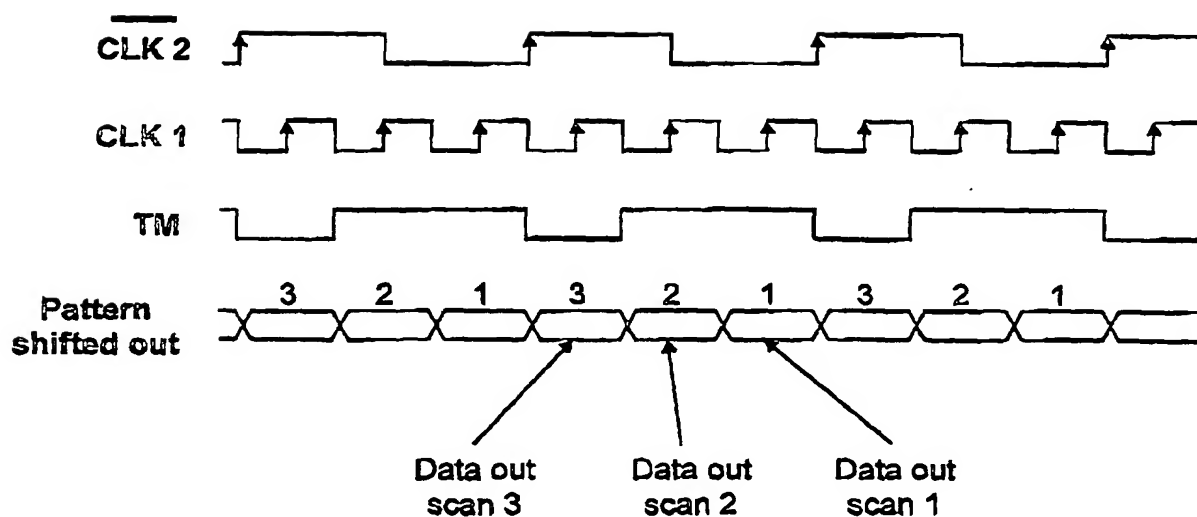 CLK 2
CLK 1
TM
Pattern
shifted out
3 2 1 3 2 1 3 2 1
Data out
scan 3
Data out
scan 2
Data out
scan 1